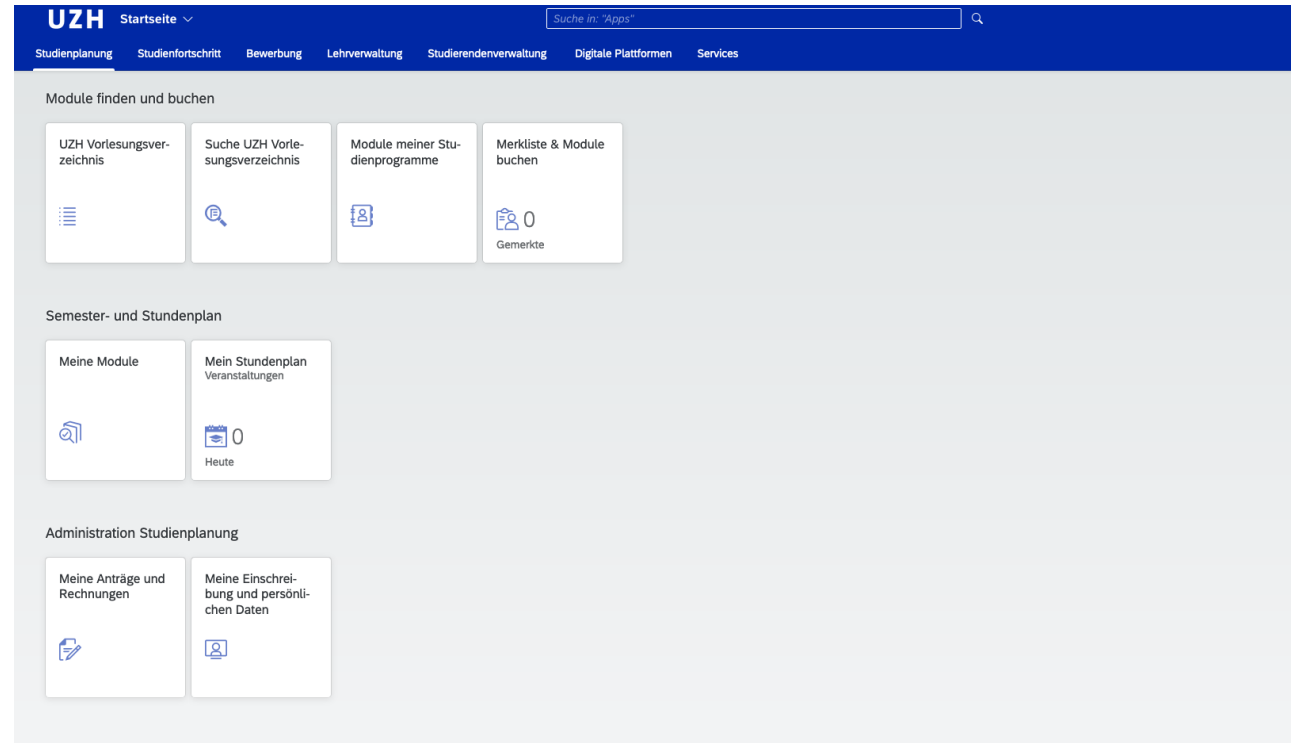 UZH Startseite
Suche in: "Apps"
Studienplanung Studienfortschritt Bewerbung Lehrverwaltung Studierendenverwaltung Digitale Plattformen Services
Module finden und buchen
UZH Vorlesungsver-
zeichnis
Suche UZH Vorle-
sungsverzeichnis
Module meiner Stu-
dienprogramme
Merkliste & Module
buchen
0
Gemerkte
Semester- und Stundenplan
Meine Module
Mein Stundenplan
Veranstaltungen
0
Heute
Administration Studienplanung
Meine Anträge und
Rechnungen
Meine Einschrei-
bung und persönli-
chen Daten